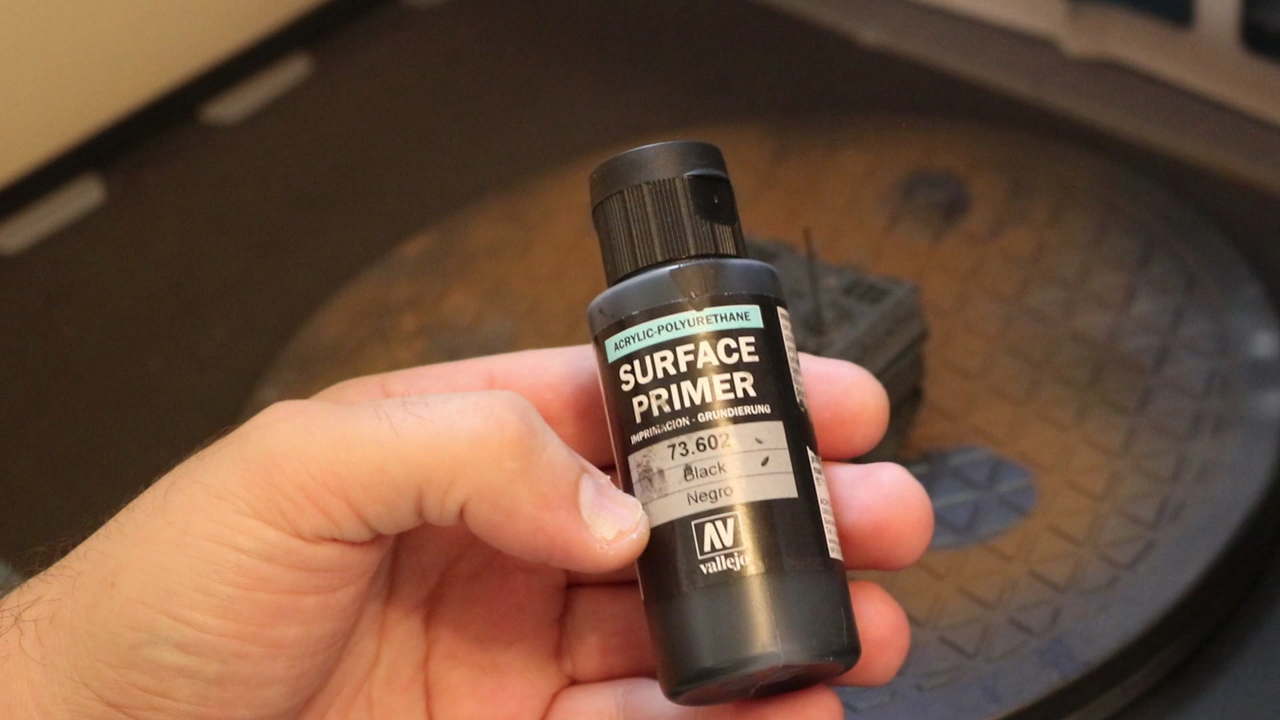 ACRYLIC-POLYURETHANE
SURFACE
PRIMER
IMPRIMACION - GRUNDIERUNG
73.602
Black
Negro
AV
vallejo